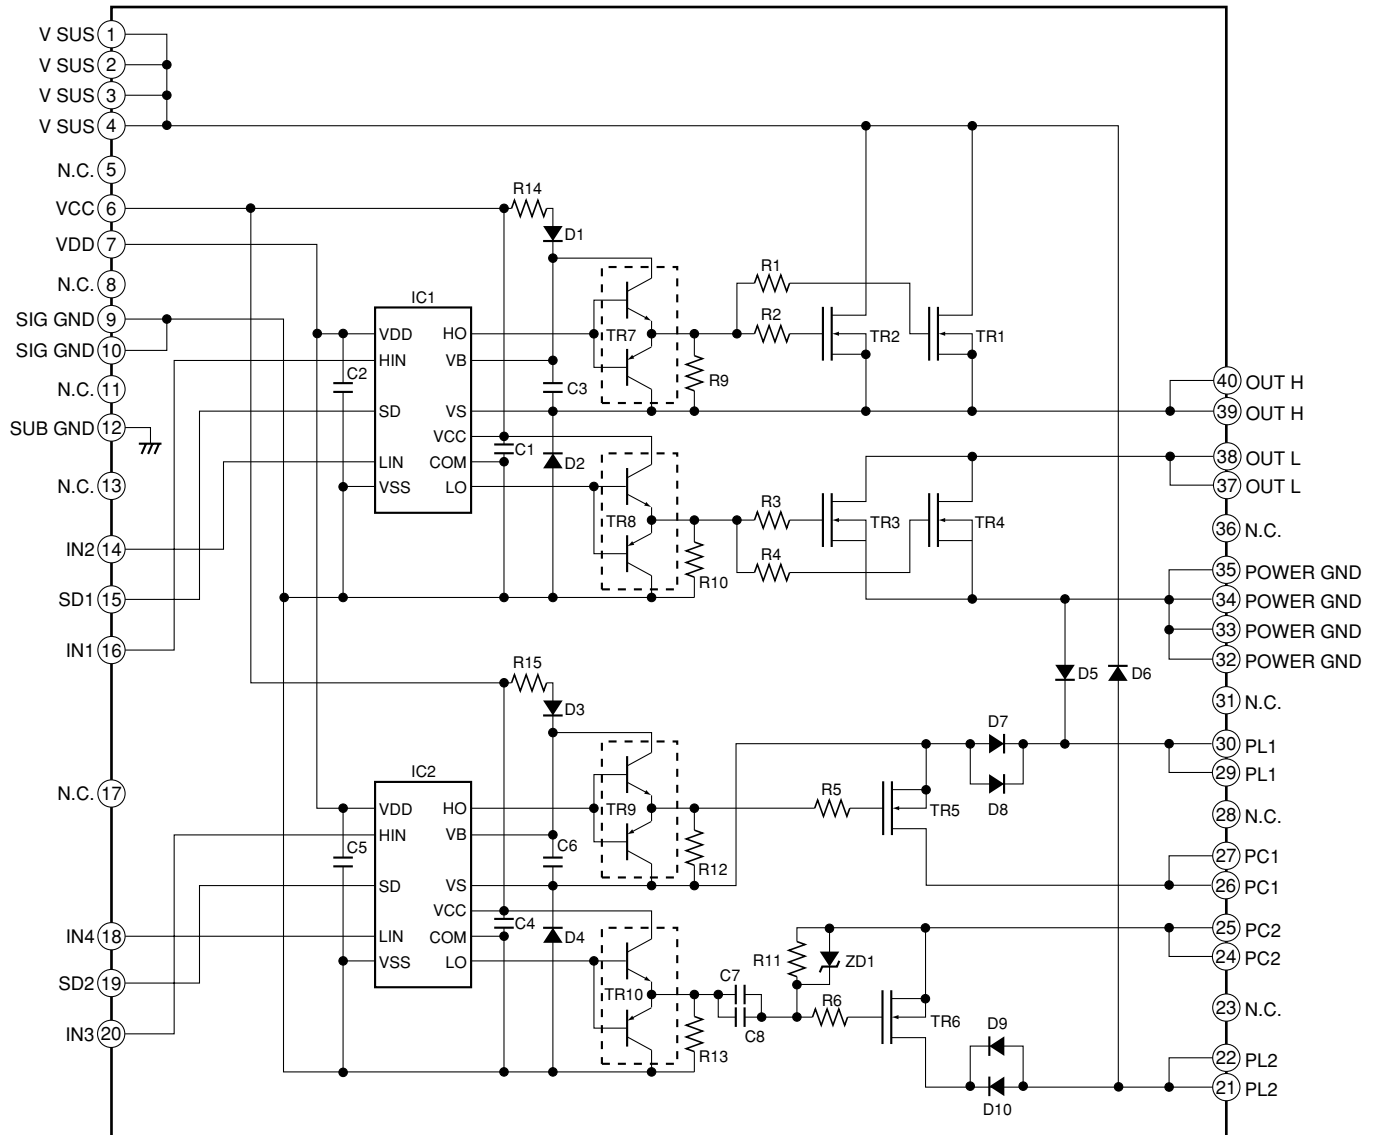 V SUS 1
V SUS 2
V SUS 3
V SUS 4
N.C. 5
VCC 6
VDD 7
N.C. 8
SIG GND 9
SIG GND 10
N.C. 11
SUB GND 12
N.C. 13
IN2 14
SD1 15
IN1 16
N.C. 17
IN4 18
SD2 19
IN3 20
R14
D1
IC1
VDD
HIN
SD
LIN
VSS
HO
VB
VS
VCC
COM
LO
C2
C3
C1
D2
TR7
R9
R1
R2
TR2
TR1
TR8
R10
R3
R4
TR3
TR4
R15
D3
IC2
VDD
HIN
SD
LIN
VSS
HO
VB
VS
VCC
COM
LO
C5
C6
C4
D4
TR9
R12
R5
TR5
D7
D8
D5
D6
TR10
R13
C7
C8
R11
ZD1
R6
TR6
D9
D10
40 OUT H
39 OUT H
38 OUT L
37 OUT L
36 N.C.
35 POWER GND
34 POWER GND
33 POWER GND
32 POWER GND
31 N.C.
30 PL1
29 PL1
28 N.C.
27 PC1
26 PC1
25 PC2
24 PC2
23 N.C.
22 PL2
21 PL2